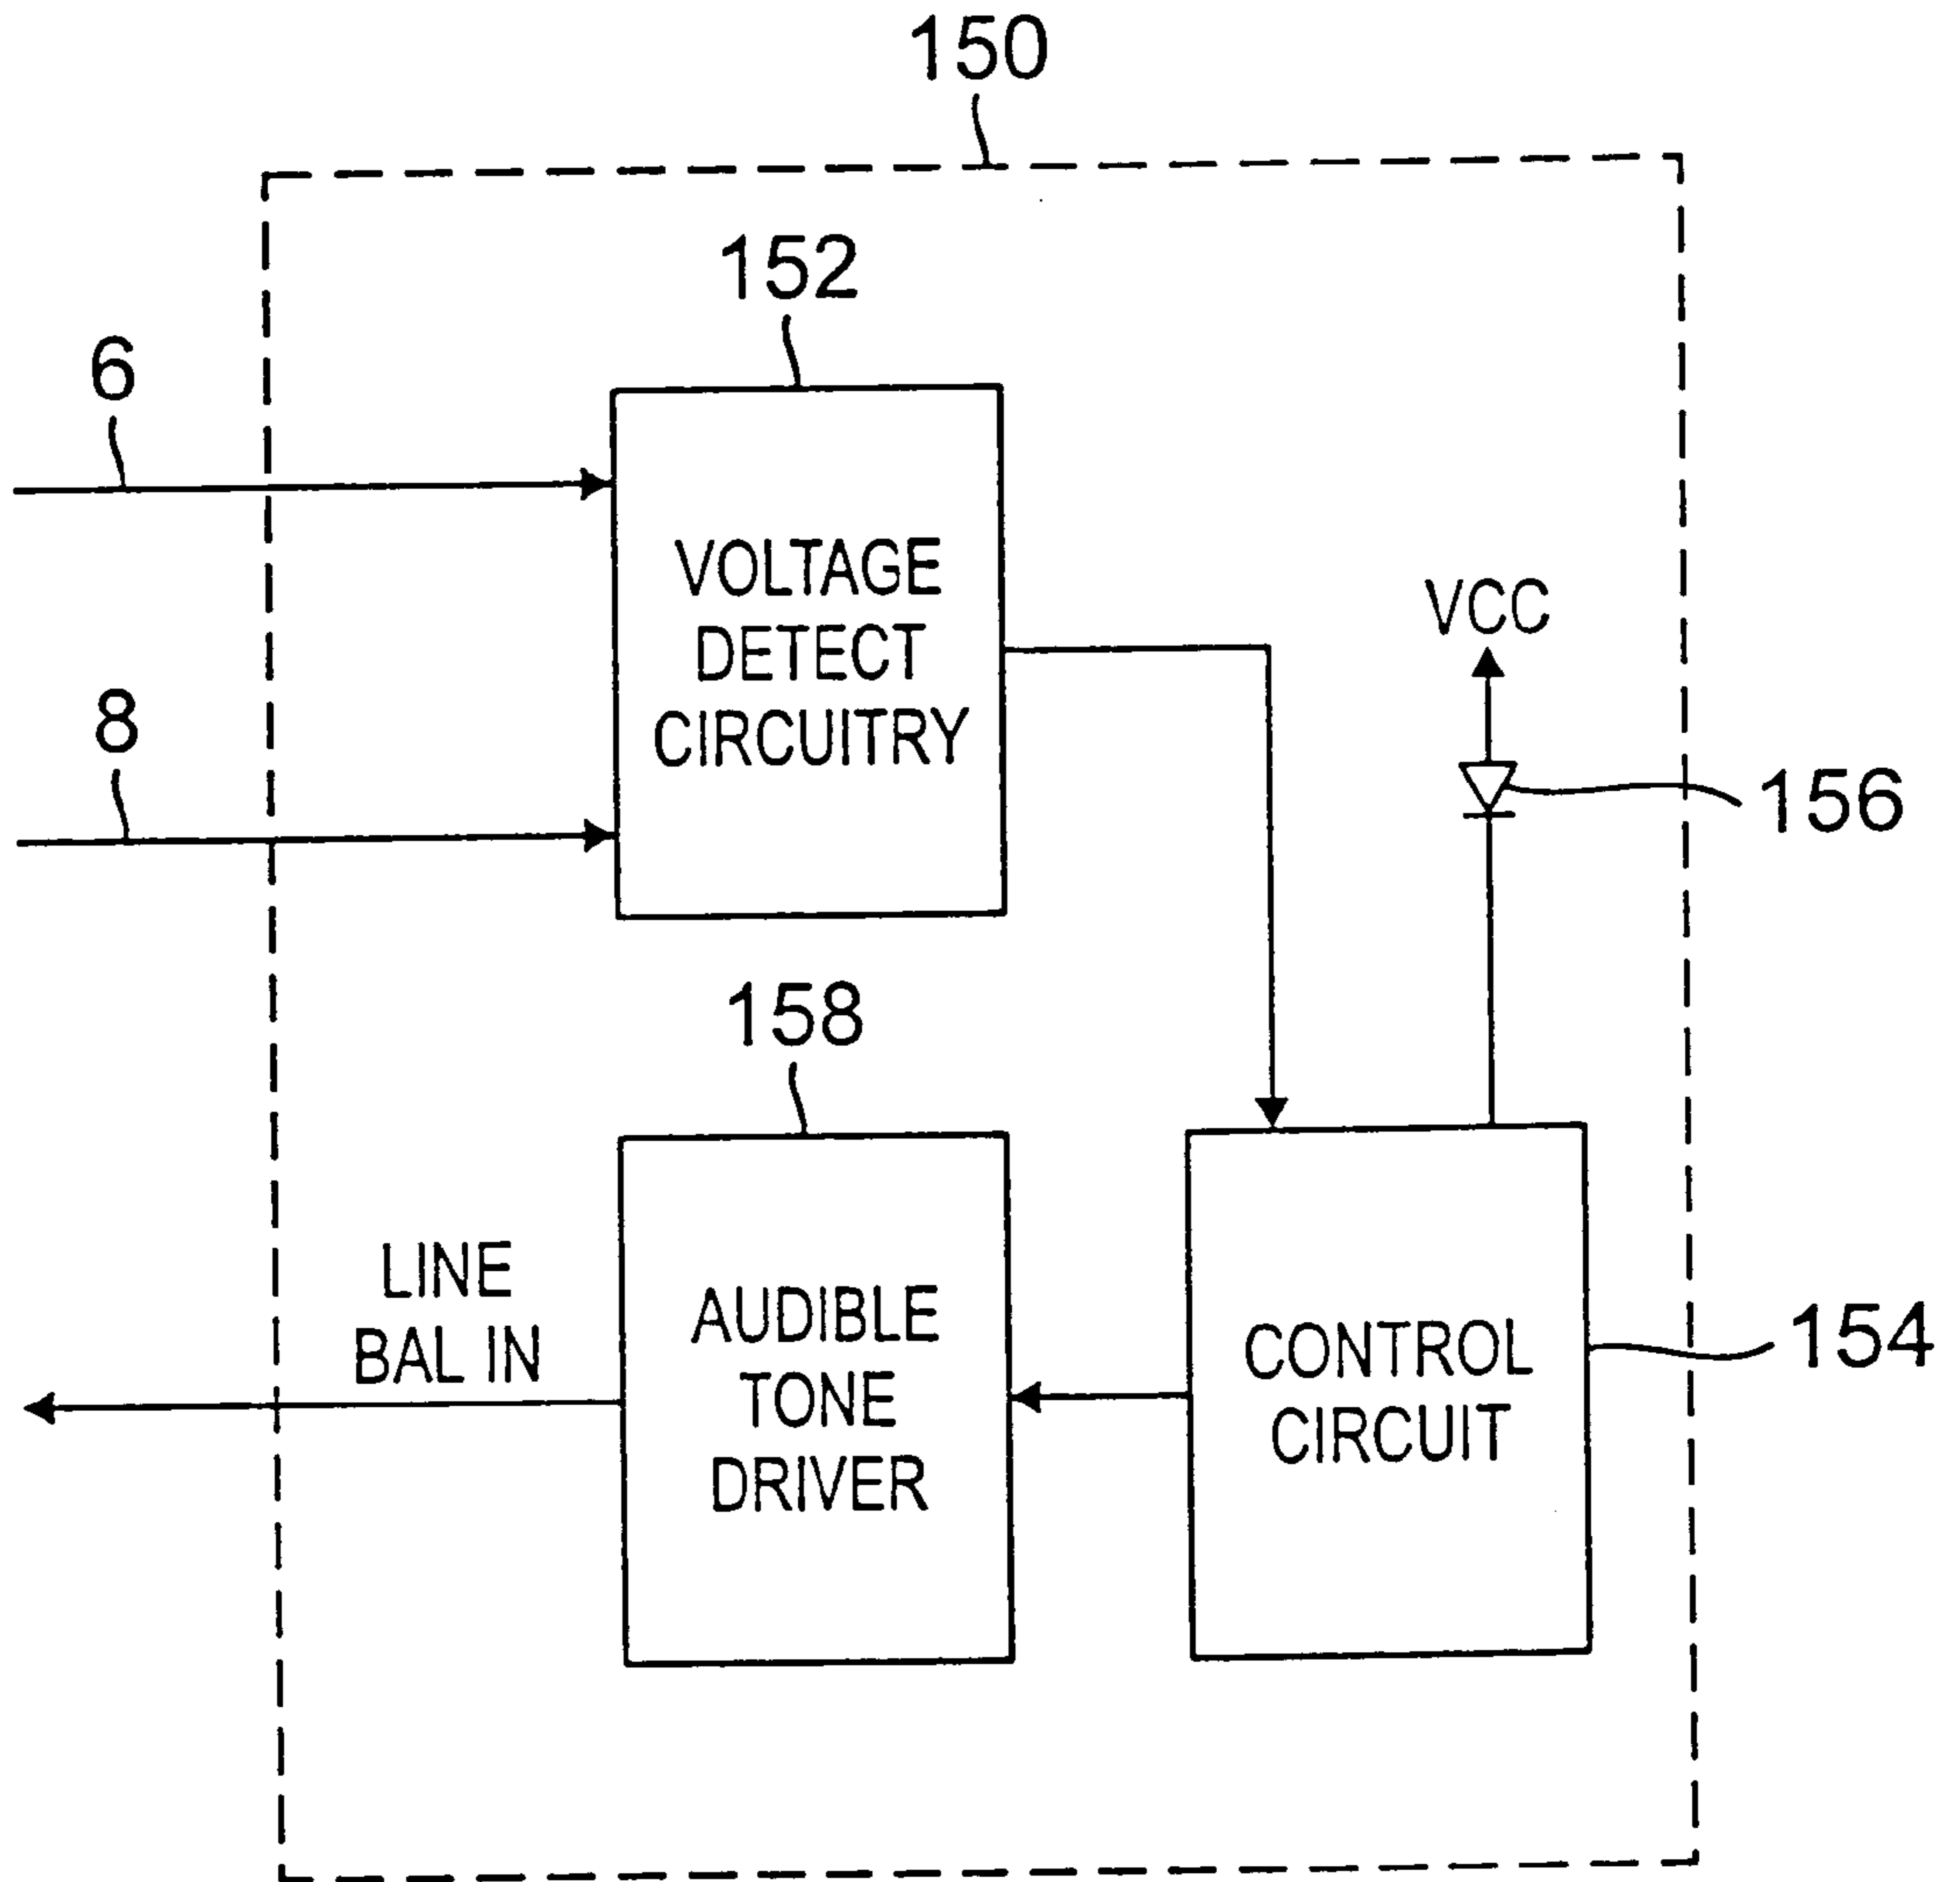 150
152
6
VOLTAGE
DETECT
CIRCUITRY
VCC
8
156
158
LINE
BAL IN
AUDIBLE
TONE
DRIVER
CONTROL
CIRCUIT
154